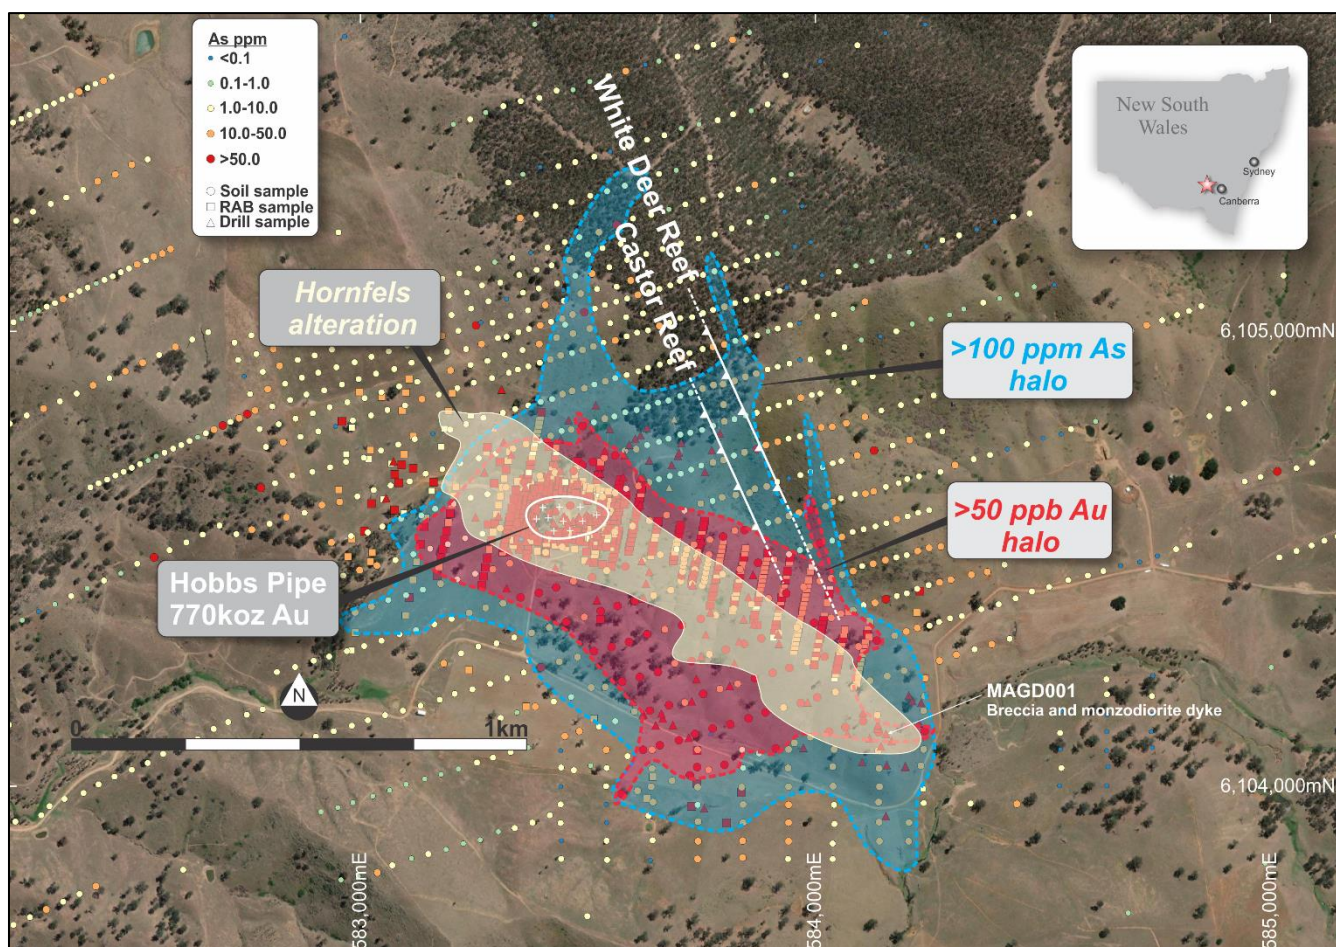 As ppm
<0.1
0.1-1.0
1.0-10.0
10.0-50.0
>50.0
Soil sample
RAB sample
Drill sample
New South
Wales
Sydney
Canberra
White Deer Reef
Castor Reef
Hornfels
alteration
>100 ppm As
halo
6,105,000mN
>50 ppb Au
halo
Hobbs Pipe
770koz Au
MAGD001
Breccia and monzodiorite dyke
N
0
1km
6,104,000mN
583,000mE
584,000mE
585,000mE